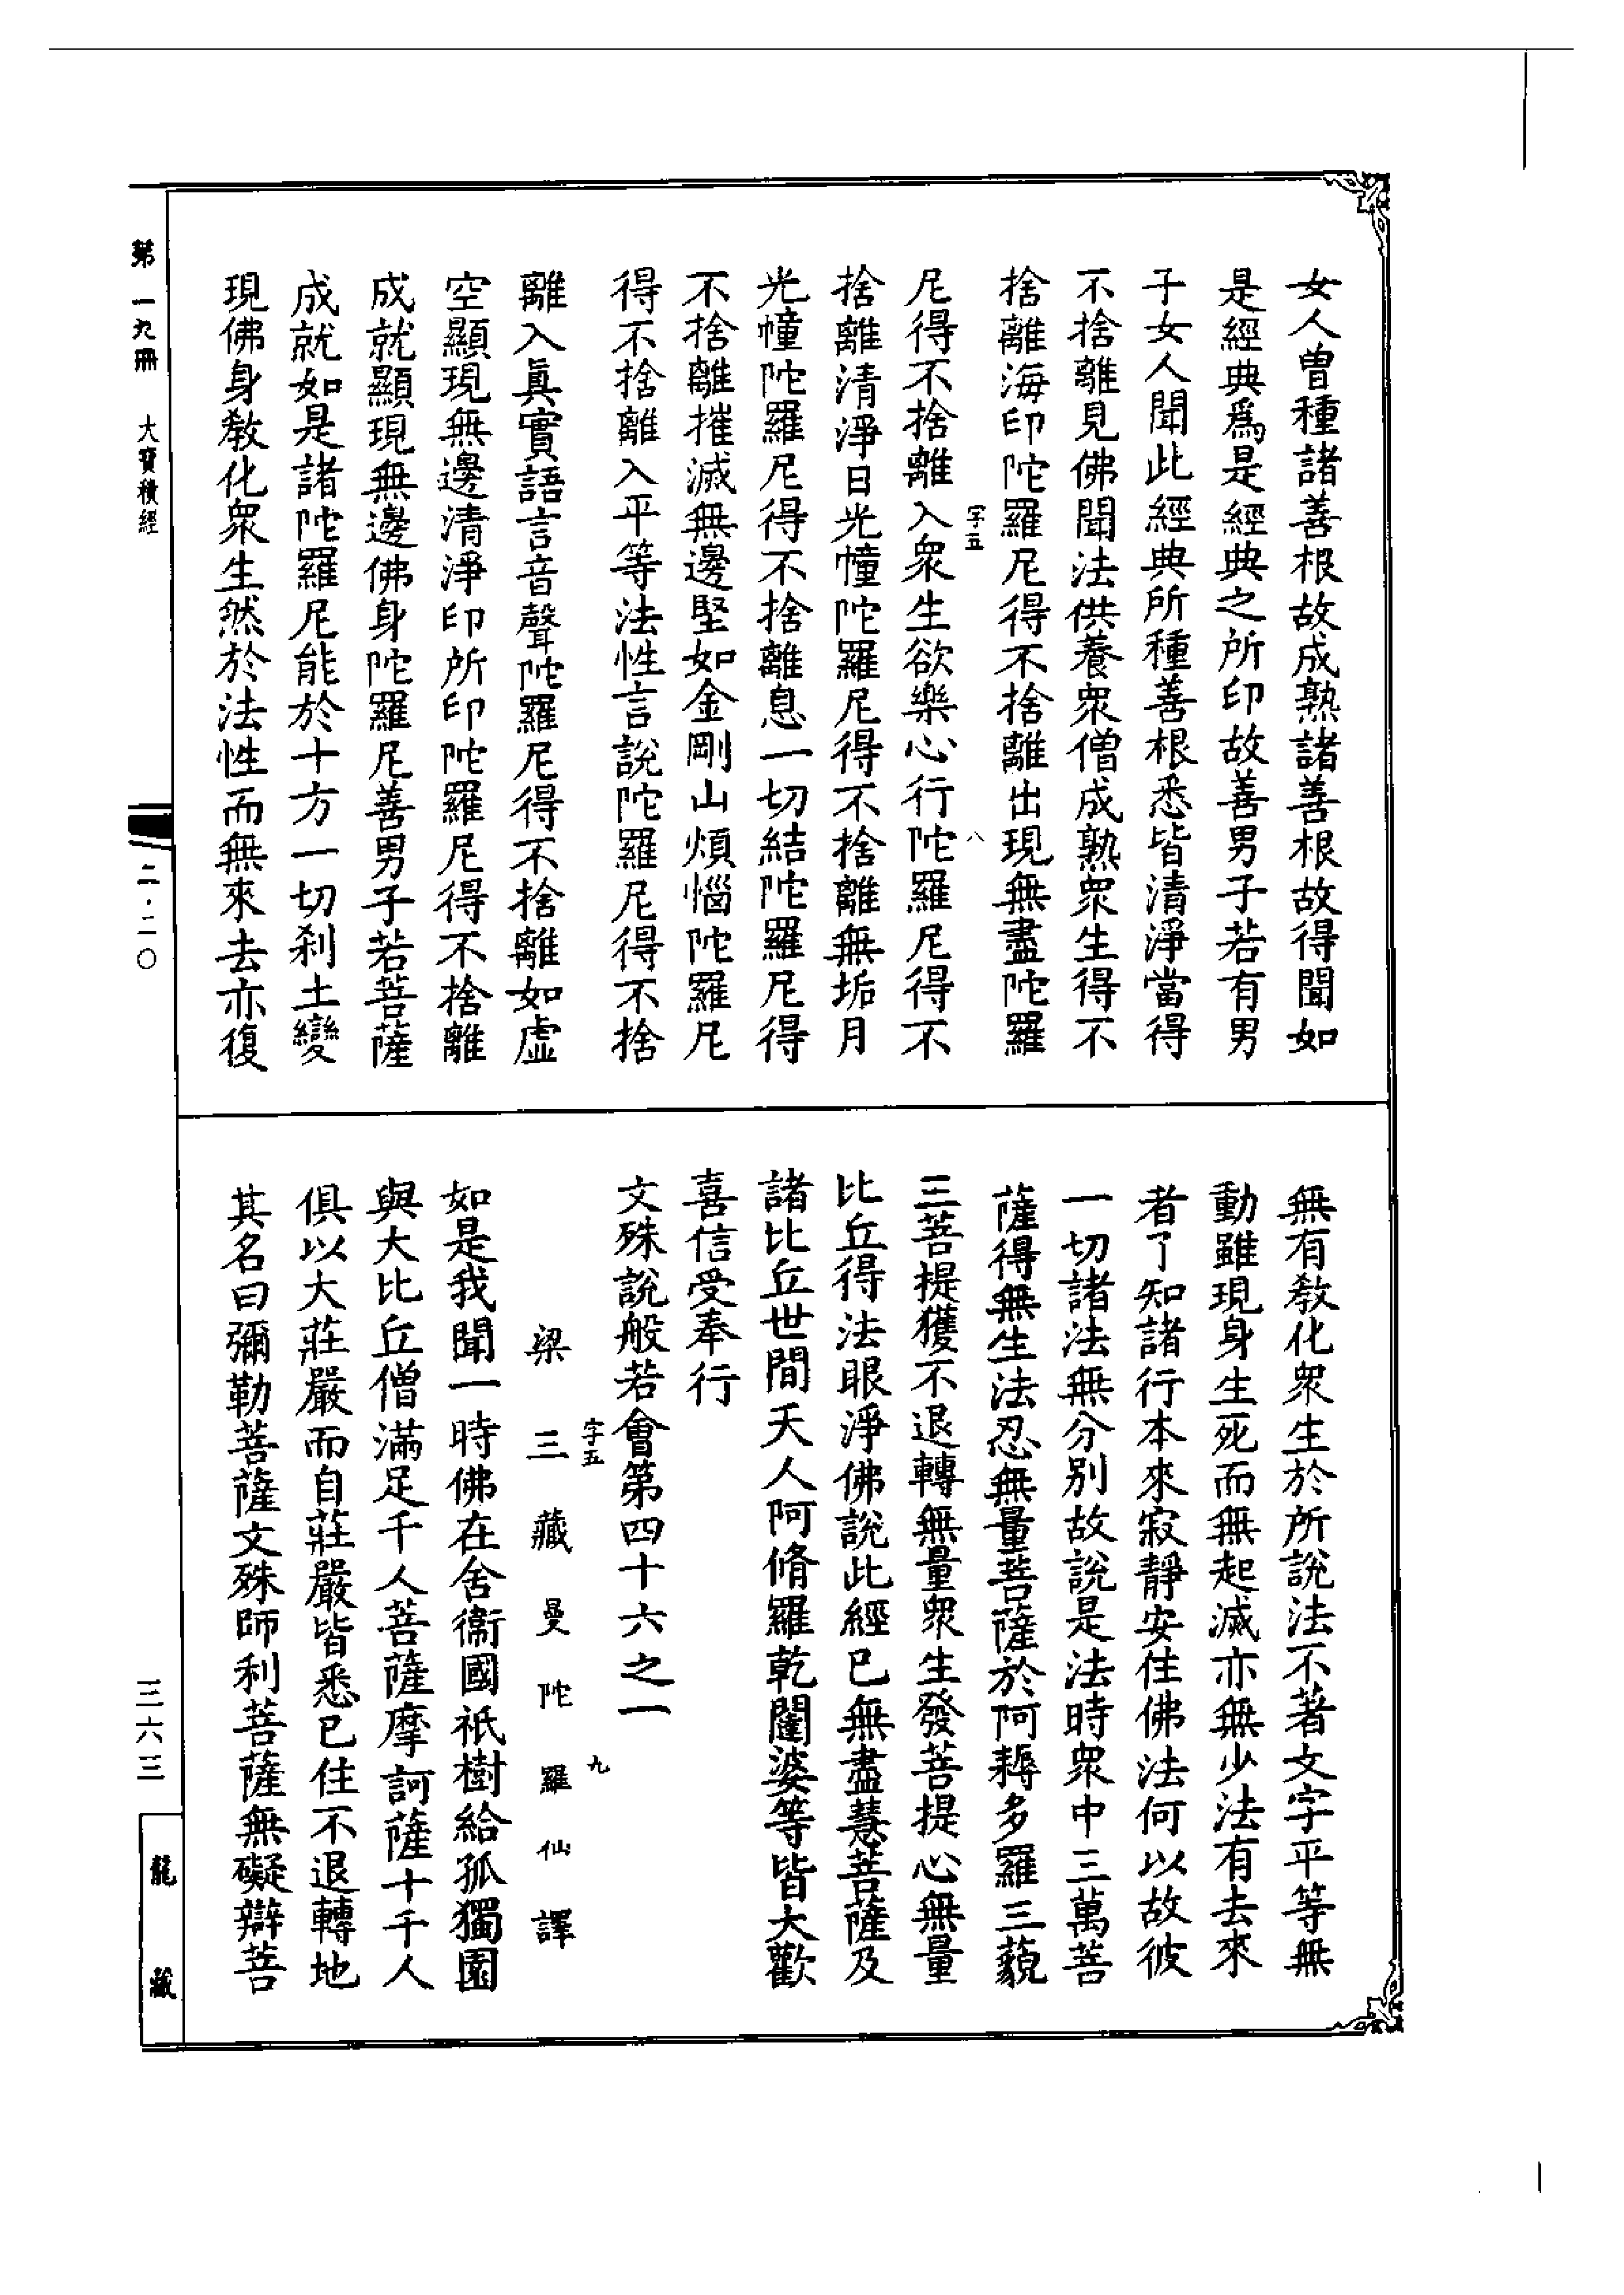 女人曾種諸善根故成熟諸善根故得聞如
是經典爲是經典之所印故善男子若有男
子女人聞此經典所種善根悉皆清淨當得
不捨離見佛聞法供養衆僧成熟衆生得不
捨離海印陀羅尼得不捨離出現無盡陀羅
字五
八
尼得不捨離入衆生欲樂心行陀羅尼得不
捨離清淨日光幢陀羅尼得不捨離無垢月
光幢陀羅尼得不捨離息一切結陀羅尼得
不捨離摧滅無邊堅如金剛山煩惱陀羅尼
得不捨離入平等法性言說陀羅尼得不捨
離入眞實語言音聲陀羅尼得不捨離如虛
空顯現無邊清淨印所印陀羅尼得不捨離
成就顯現無邊佛身陀羅尼善男子若菩薩
成就如是諸陀羅尼能於十方一切刹土變
現佛身教化衆生然於法性而無來去亦復
無有教化衆生於所說法不著文字平等無
動雖現身生死而無起滅亦無少法有去來
者了知諸行本來寂靜安住佛法何以故彼
一切諸法無分別故說是法時衆中三萬菩
薩得無生法忍無量菩薩於阿耨多羅三藐
三菩提獲不退轉無量衆生發菩提心無量
比丘得法眼淨佛說此經已無盡慧菩薩及
諸比丘世間天人阿脩羅乾闥婆等皆大歡
喜信受奉行
文殊說般若會第四十六之一
字五
九
梁三藏曼陀羅仙譯
如是我聞一時佛在舍衞國祇樹給孤獨園
與大比丘僧滿足千人菩薩摩訶薩十千人
俱以大莊嚴而自莊嚴皆悉已住不退轉地
其名曰彌勒菩薩文殊師利菩薩無礙辯菩
第一九冊
大寶積經
二·二〇
三六三
龍藏